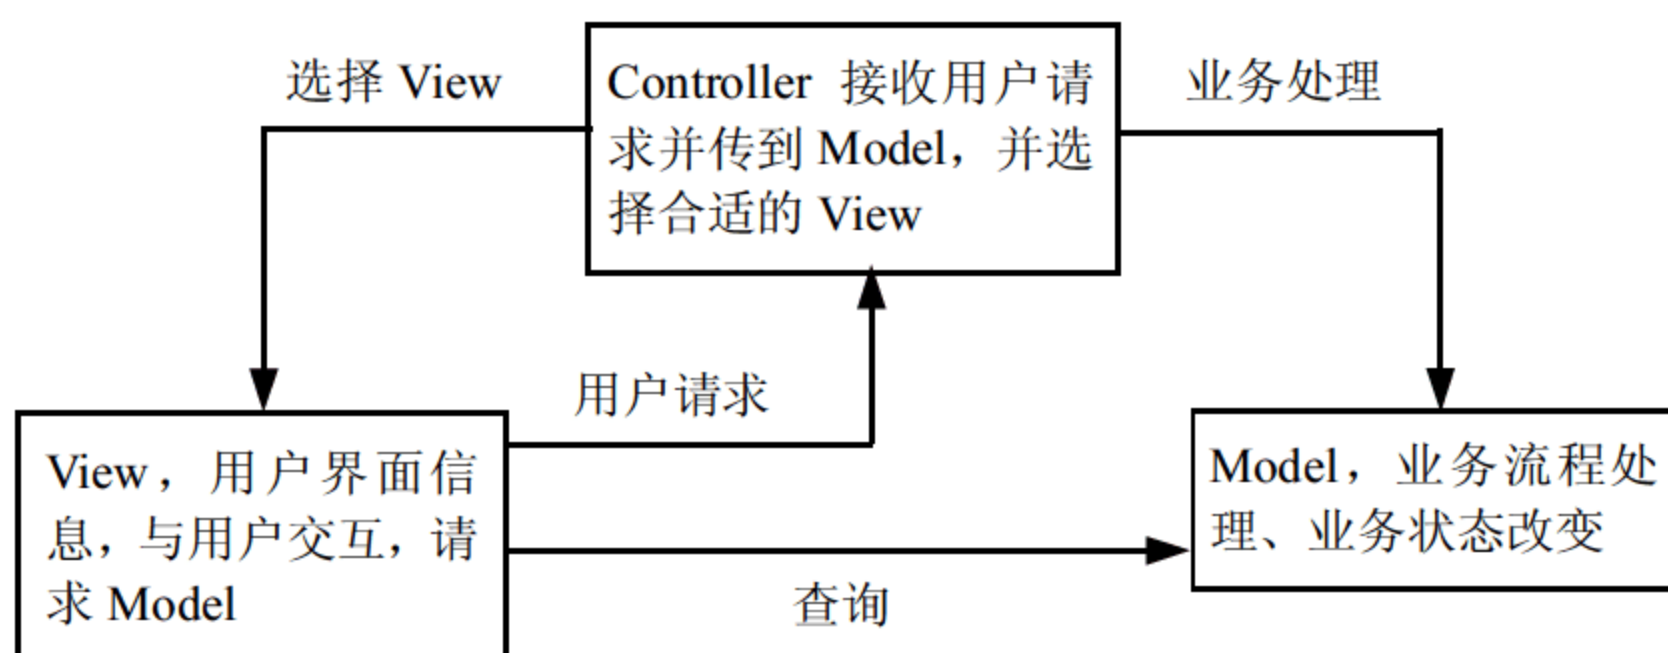 选择 View
Controller 接收用户请
求并传到 Model，并选
择合适的 View
业务处理
用户请求
View，用户界面信
息，与用户交互，请
求 Model
Model，业务流程处
理、业务状态改变
查询